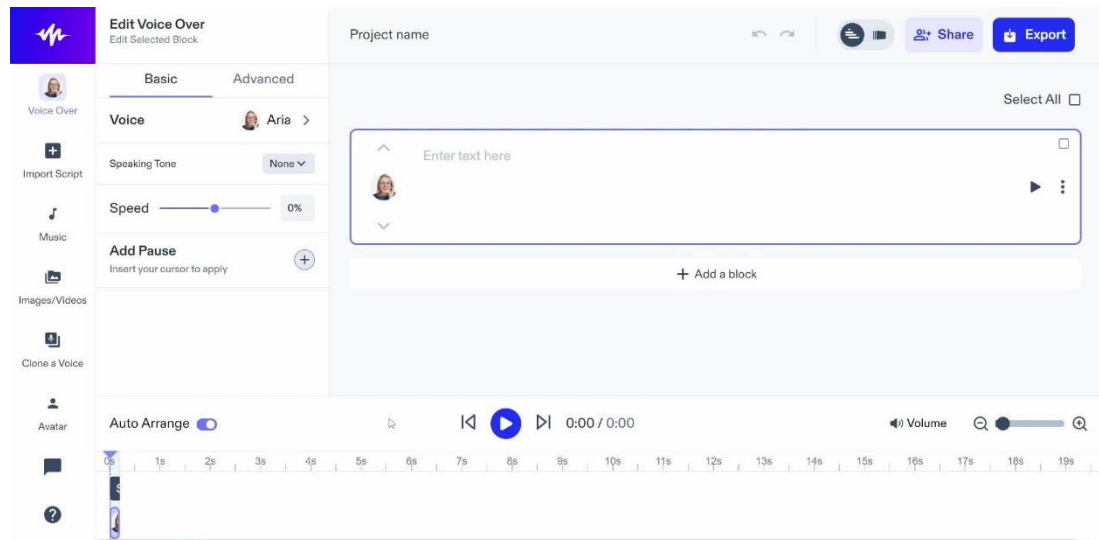 Edit Voice Over
Edit Selected Block
Project name
Share
Export
Basic
Advanced
Voice Over
Voice
Aria
Select All
Enter text here
Import Script
Speaking Tone
None
Speed
0%
Music
Add Pause
Insert your cursor to apply
Add a block
Images/Videos
Clone a Voice
Avatar
Auto Arrange
0:00 / 0:00
Volume
0s 1s 2s 3s 4s 5s 6s 7s 8s 9s 10s 11s 12s 13s 14s 15s 16s 17s 18s 19s